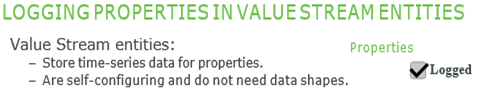 LOGGING PROPERTIES IN VALUE STREAM ENTITIES
Value Stream entities:
– Store time-series data for properties.
– Are self-configuring and do not need data shapes.
Properties
Logged